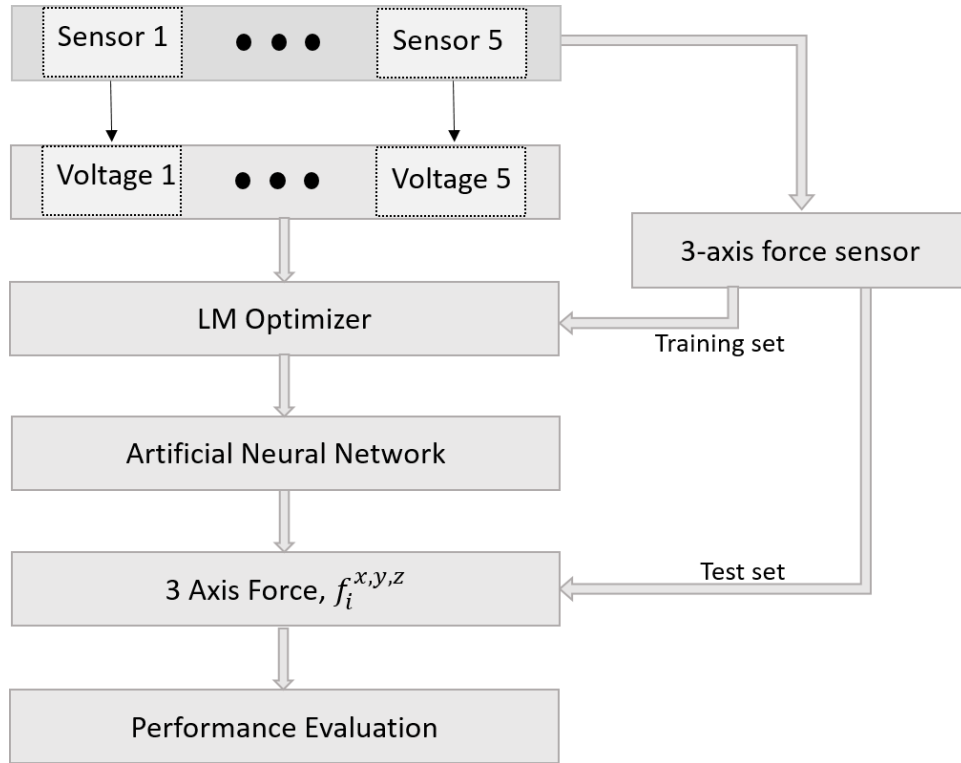 Sensor 1 ••• Sensor 5
Voltage 1 ••• Voltage 5
3-axis force sensor
LM Optimizer
Training set
Artificial Neural Network
3 Axis Force, $f_i^{x,y,z}$
Test set
Performance Evaluation